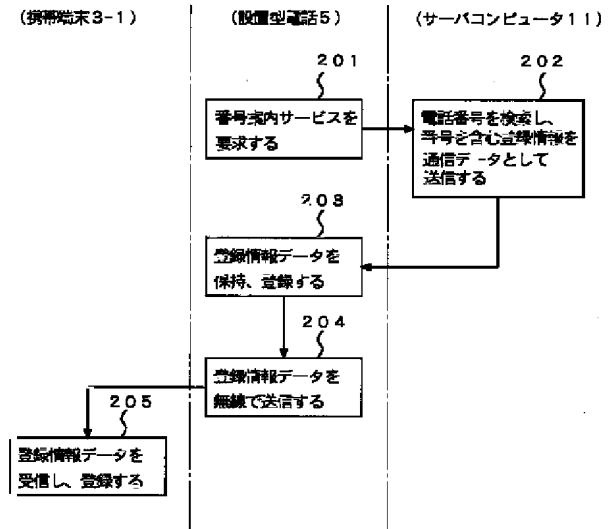 (携帯端末3-1)
(設置型電話5)
(サーバコンピュータ11)
201
202
番号案内サービスを
要求する
電話番号を検索し、
番号を含む登録情報を
通信データとして
送信する
203
登録情報データを
保持、登録する
204
登録情報データを
無線で送信する
205
登録情報データを
受信し、登録する